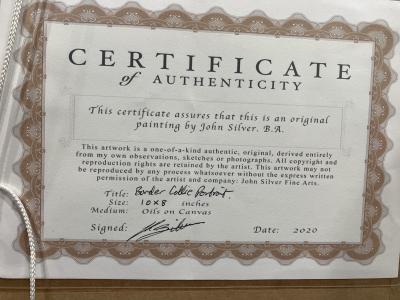 CERTIFICATE
of AUTHENTICITY
This certificate assures that this is an original
painting by John Silver. B.A.
This artwork is a one-of-a-kind authentic, original, derived entirely
from my own observations, sketches or photographs. All copyright and
reproduction rights are retained by the artist. This artwork may not
be reproduced by any process whatsoever without the express written
permission of the artist and company: John Silver Fine Arts.
Title: Border Collie Portrait.
Size: 10x8 inches
Medium: Oils on Canvas
Signed: J Silver Date: 2020